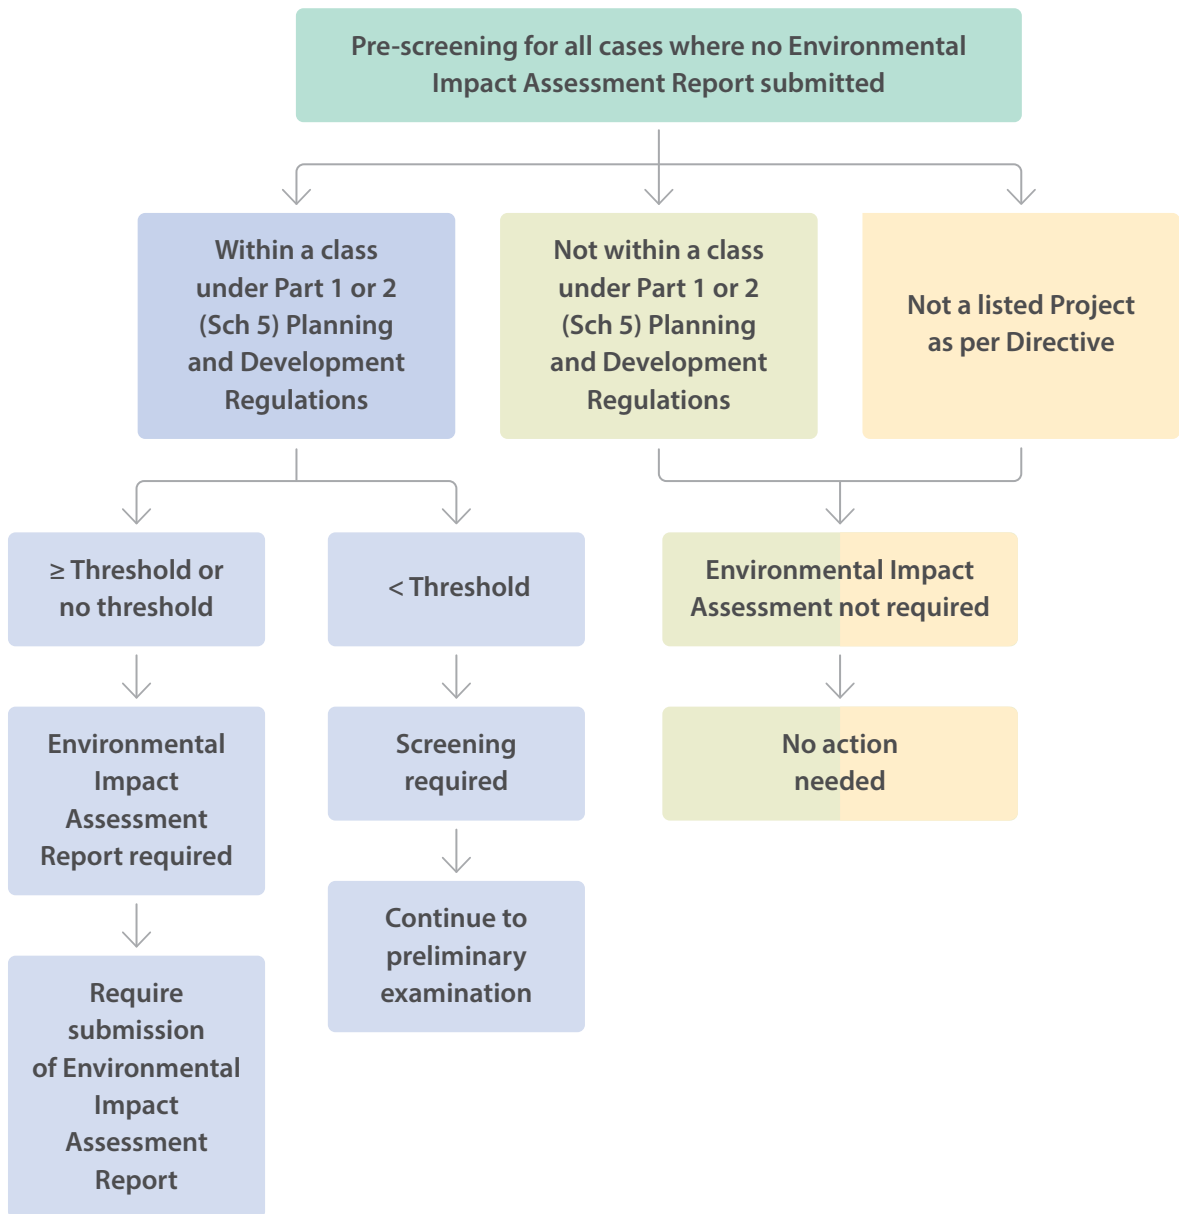 Pre-screening for all cases where no Environmental
Impact Assessment Report submitted
Within a class
under Part 1 or 2
(Sch 5) Planning
and Development
Regulations
Not within a class
under Part 1 or 2
(Sch 5) Planning
and Development
Regulations
Not a listed Project
as per Directive
≥ Threshold or
no threshold
< Threshold
Environmental Impact
Assessment not required
Environmental
Impact
Assessment
Report required
Screening
required
No action
needed
Continue to
preliminary
examination
Require
submission
of Environmental
Impact
Assessment
Report